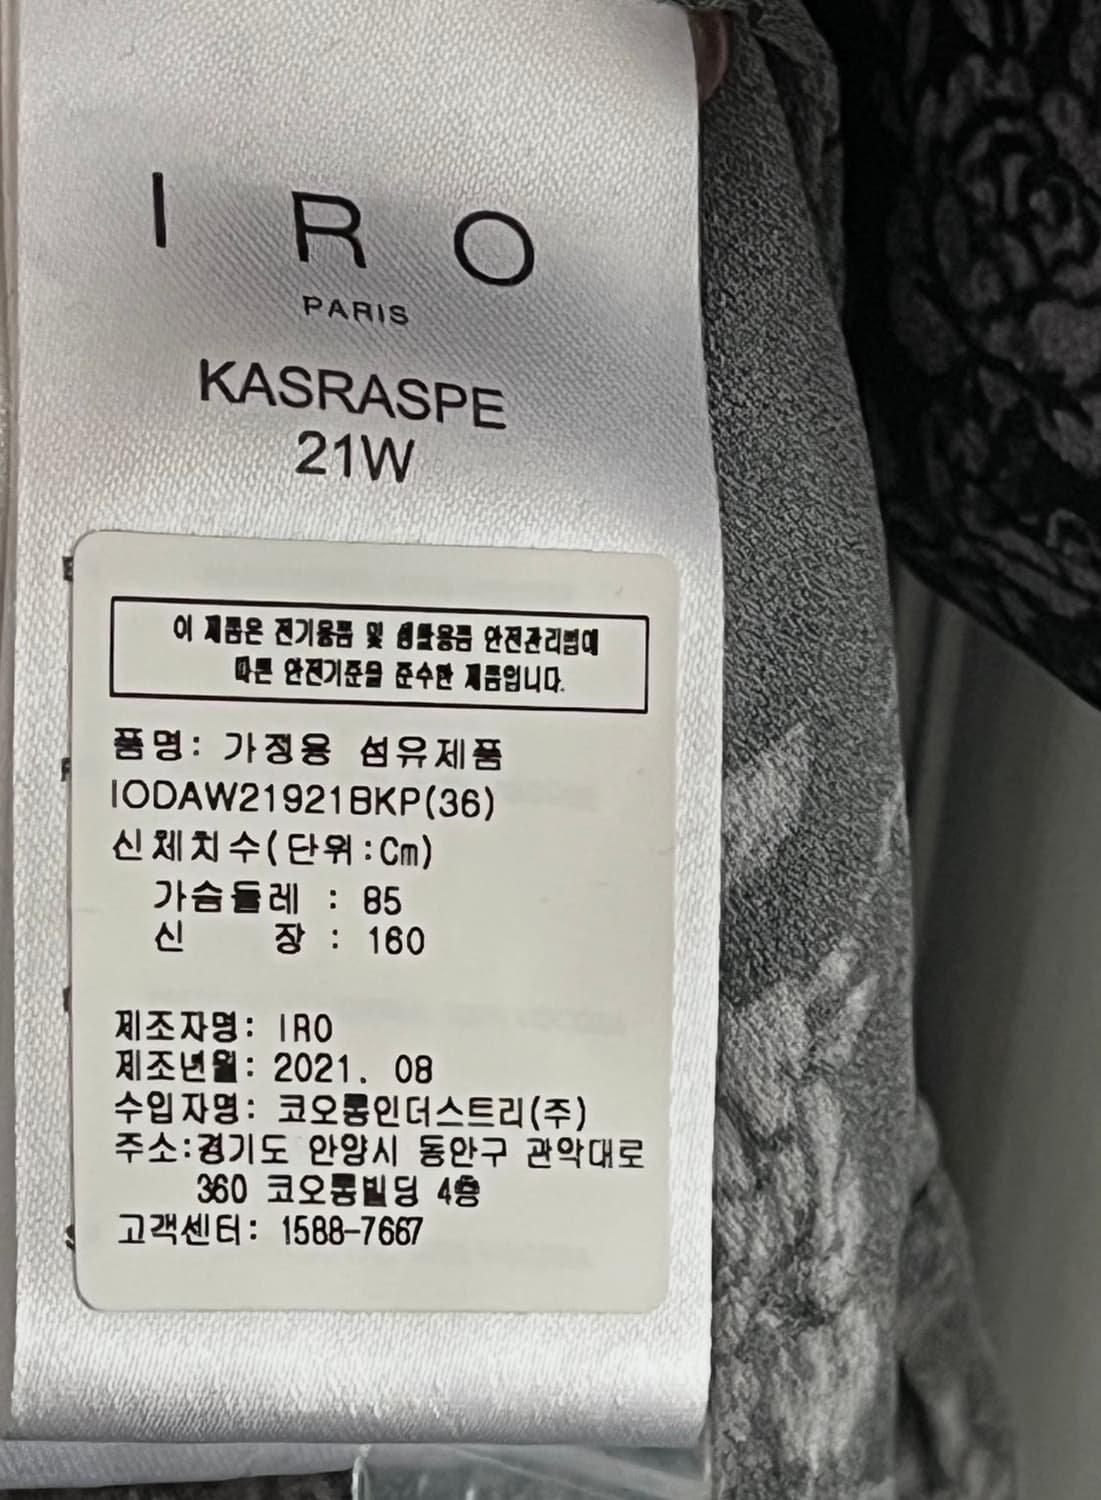 IRO
PARIS
KASRASPE
21W
이 제품은 전기용품 및 생활용품 안전관리법에
따른 안전기준을 준수한 제품입니다.
품명: 가정용 섬유제품
IODAW21921BKP(36)
신체치수(단위:Cm)
가슴둘레 : 85
신 장 : 160
제조자명: IRO
제조년월: 2021. 08
수입자명: 코오롱인더스트리(주)
주소:경기도 안양시 동안구 관악대로
360 코오롱빌딩 4층
고객센터: 1588-7667